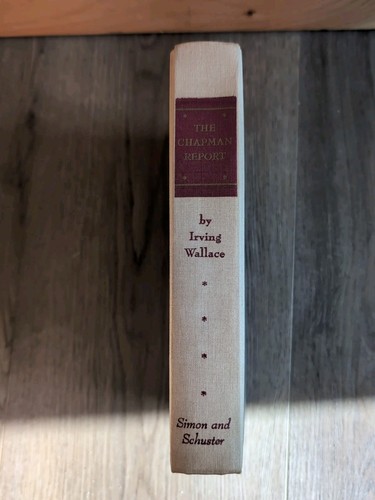 THE
CHAPMAN
REPORT
by
Irving
Wallace
*
*
*
*
Simon and
Schuster